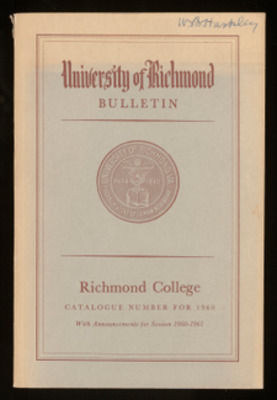 University of Richmond
BULLETIN
Richmond College
CATALOGUE NUMBER FOR 1960
With Announcements for Session 1960-1961